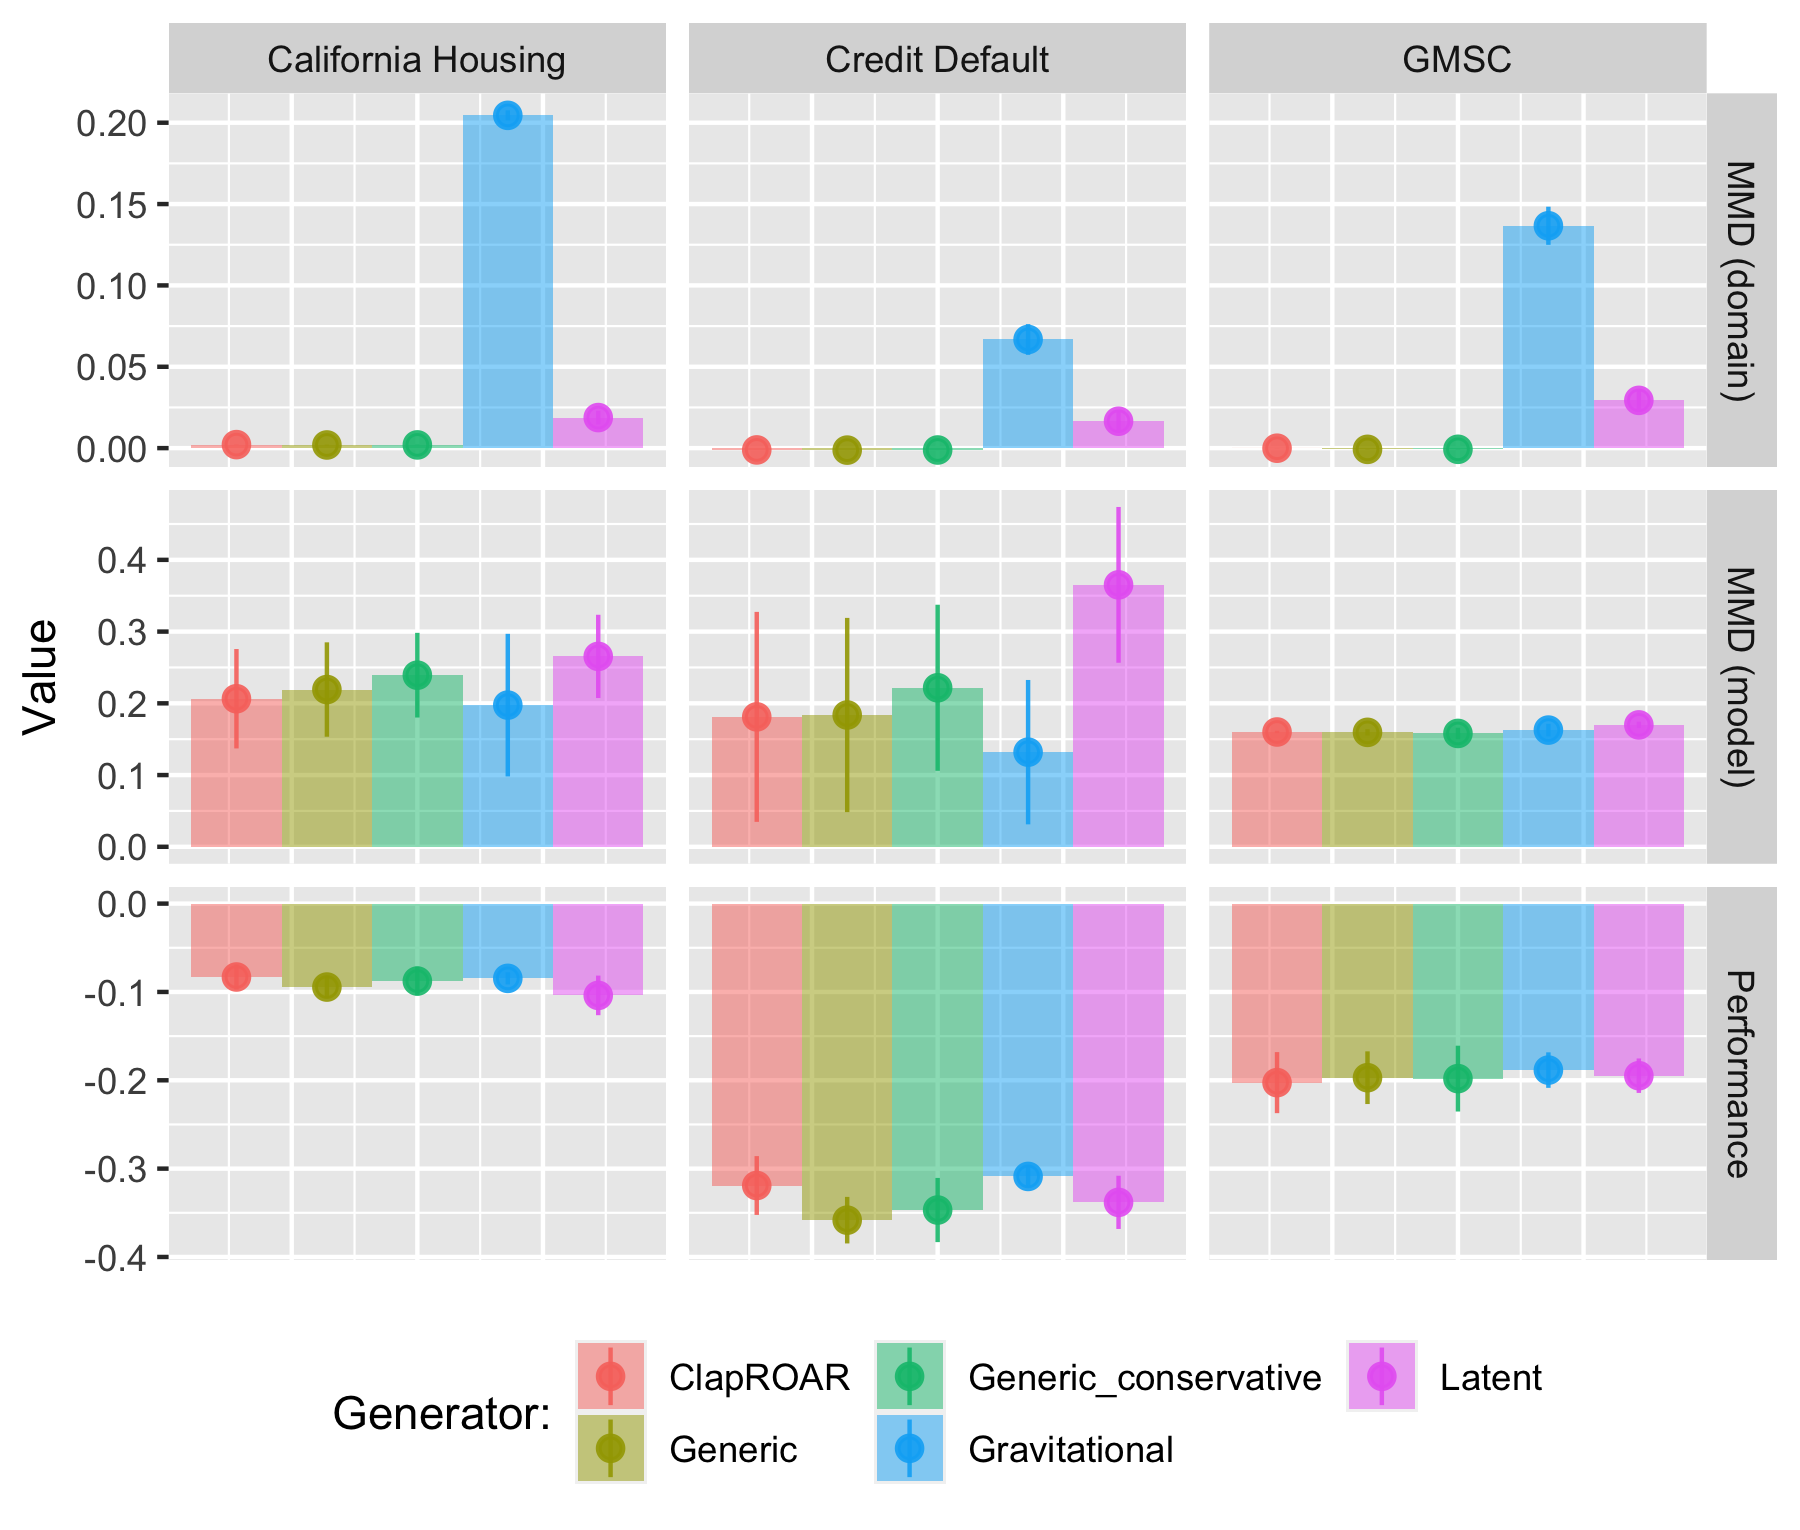 California Housing
Credit Default
GMSC
0.20
0.15
0.10
0.05
0.00
MMD (domain)
0.4
0.3
0.2
0.1
0.0
MMD (model)
0.0
-0.1
-0.2
-0.3
-0.4
Performance
Value
Generator:
ClapROAR
Generic_conservative
Latent
Generic
Gravitational